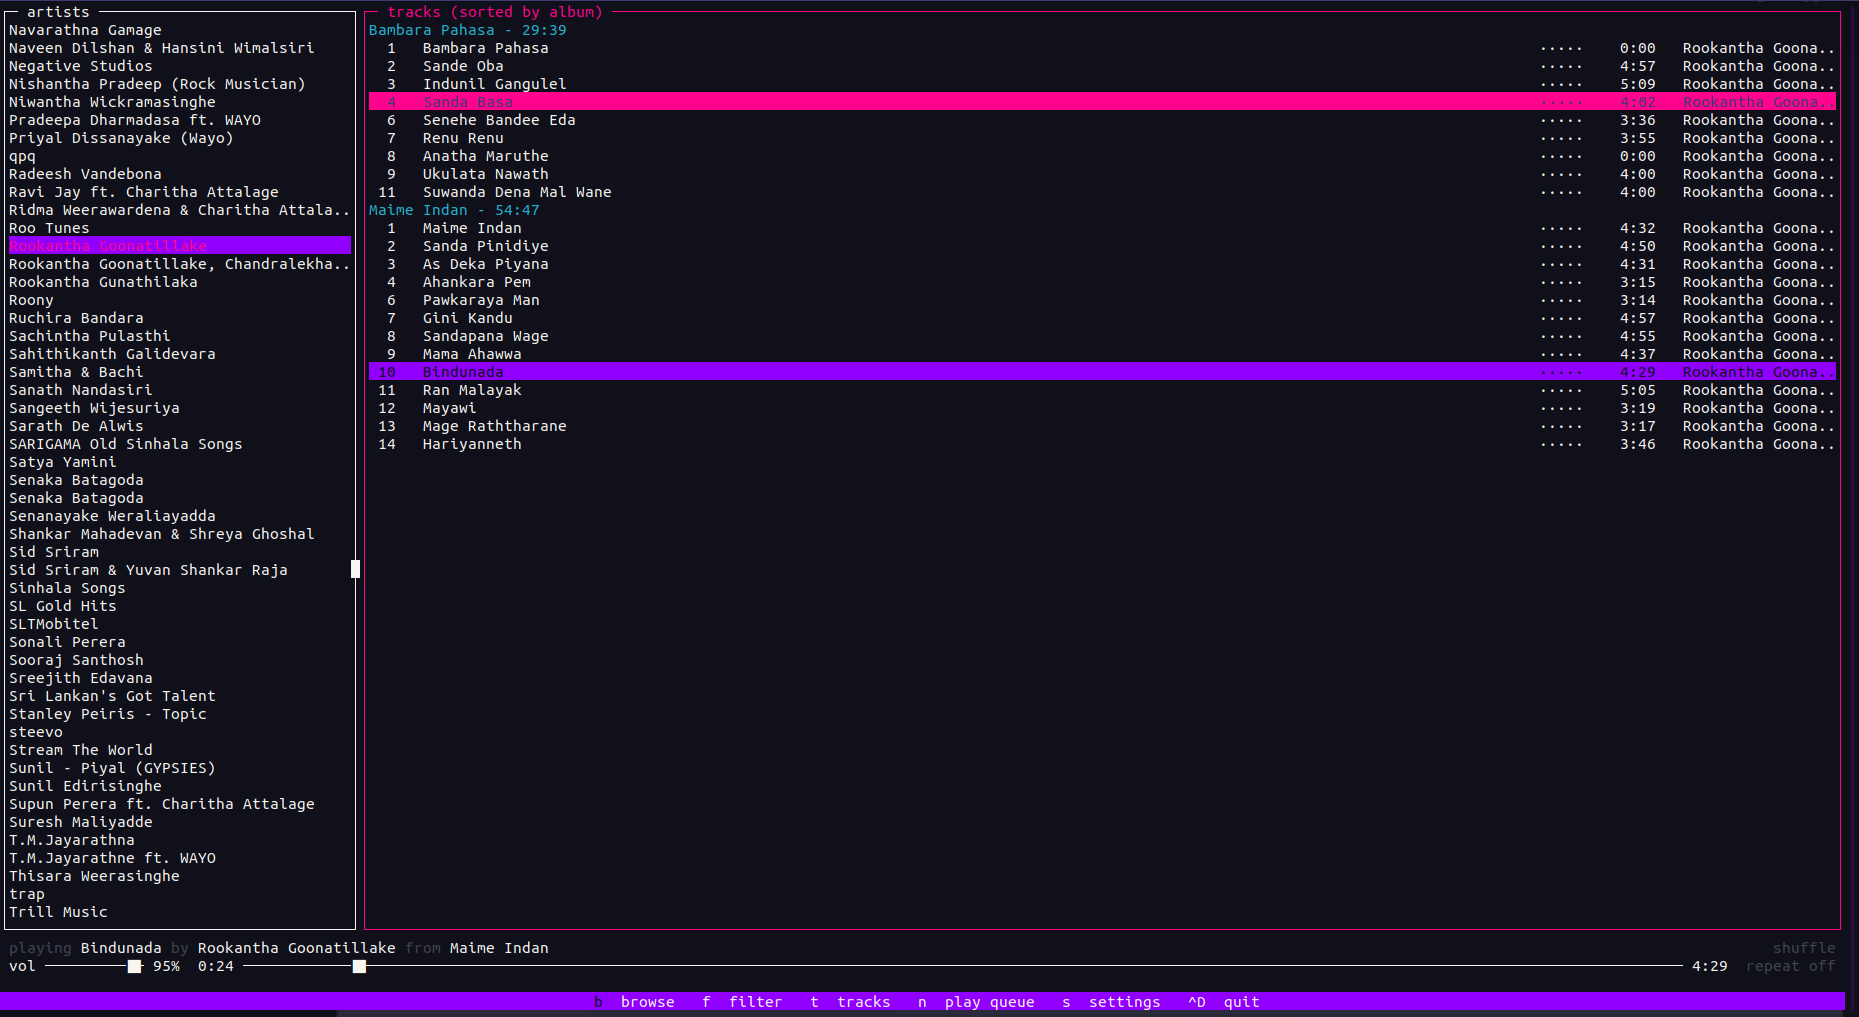 artists
Navarathna Gamage
Naveen Dilshan & Hansini Wimalsiri
Negative Studios
Nishantha Pradeep (Rock Musician)
Niwantha Wickramasinghe
Pradeepa Dharmadasa ft. WAYO
Priyal Dissanayake (Wayo)
qpq
Radeesh Vandebona
Ravi Jay ft. Charitha Attalage
Ridma Weerawardena & Charitha Attala..
Roo Tunes
Rookantha Goonatillake
Rookantha Goonatillake, Chandralekha..
Rookantha Gunathilaka
Roony
Ruchira Bandara
Sachintha Pulasthi
Sahithikanth Galidevara
Samitha & Bachi
Sanath Nandasiri
Sangeeth Wijesuriya
Sarath De Alwis
SARIGAMA Old Sinhala Songs
Satya Yamini
Senaka Batagoda
Senaka Batagoda
Senanayake Weraliayadda
Shankar Mahadevan & Shreya Ghoshal
Sid Sriram
Sid Sriram & Yuvan Shankar Raja
Sinhala Songs
SL Gold Hits
SLTMobitel
Sonali Perera
Sooraj Santhosh
Sreejith Edavana
Sri Lankan's Got Talent
Stanley Peiris - Topic
steevo
Stream The World
Sunil - Piyal (GYPSIES)
Sunil Edirisinghe
Supun Perera ft. Charitha Attalage
Suresh Maliyadde
T.M.Jayarathna
T.M.Jayarathne ft. WAYO
Thisara Weerasinghe
trap
Trill Music
tracks (sorted by album)
Bambara Pahasa - 29:39
1 Bambara Pahasa ····· 0:00 Rookantha Goona..
2 Sande Oba ····· 4:57 Rookantha Goona..
3 Indunil Gangulel ····· 5:09 Rookantha Goona..
4 Sanda Basa ····· 4:02 Rookantha Goona..
6 Senehe Bandee Eda ····· 3:36 Rookantha Goona..
7 Renu Renu ····· 3:55 Rookantha Goona..
8 Anatha Maruthe ····· 0:00 Rookantha Goona..
9 Ukulata Nawath ····· 4:00 Rookantha Goona..
11 Suwanda Dena Mal Wane ····· 4:00 Rookantha Goona..
Maime Indan - 54:47
1 Maime Indan ····· 4:32 Rookantha Goona..
2 Sanda Pinidiye ····· 4:50 Rookantha Goona..
3 As Deka Piyana ····· 4:31 Rookantha Goona..
4 Ahankara Pem ····· 3:15 Rookantha Goona..
6 Pawkaraya Man ····· 3:14 Rookantha Goona..
7 Gini Kandu ····· 4:57 Rookantha Goona..
8 Sandapana Wage ····· 4:55 Rookantha Goona..
9 Mama Ahawwa ····· 4:37 Rookantha Goona..
10 Bindunada ····· 4:29 Rookantha Goona..
11 Ran Malayak ····· 5:05 Rookantha Goona..
12 Mayawi ····· 3:19 Rookantha Goona..
13 Mage Raththarane ····· 3:17 Rookantha Goona..
14 Hariyanneth ····· 3:46 Rookantha Goona..
playing Bindunada by Rookantha Goonatillake from Maime Indan shuffle
vol 95% 0:24 4:29 repeat off
b browse f filter t tracks n play queue s settings ^D quit